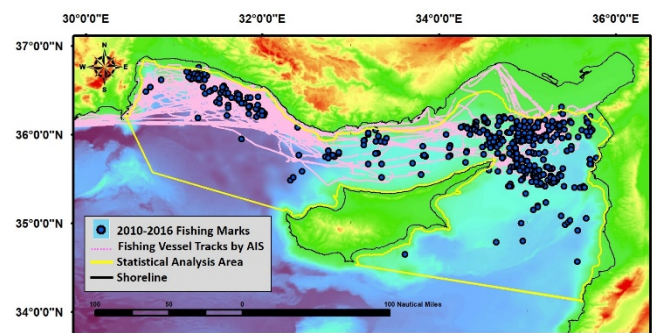 30°0'0"E 32°0'0"E 34°0'0"E 36°0'0"E
37°0'0"N
N
W E
S
36°0'0"N
35°0'0"N
2010-2016 Fishing Marks
Fishing Vessel Tracks by AIS
Statistical Analysis Area
Shoreline
100 50 0 100 Nautical Miles
34°0'0"N